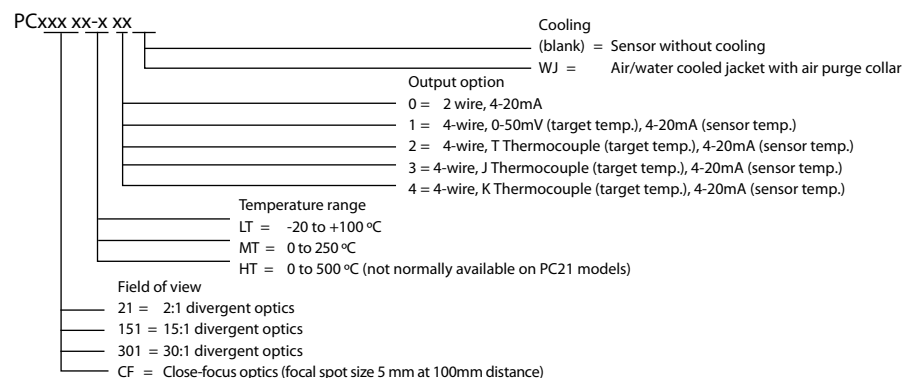 PCxxx xx-x xx
Cooling
(blank) = Sensor without cooling
WJ = Air/water cooled jacket with air purge collar
Output option
0 = 2 wire, 4-20mA
1 = 4-wire, 0-50mV (target temp.), 4-20mA (sensor temp.)
2 = 4-wire, T Thermocouple (target temp.), 4-20mA (sensor temp.)
3 = 4-wire, J Thermocouple (target temp.), 4-20mA (sensor temp.)
4 = 4-wire, K Thermocouple (target temp.), 4-20mA (sensor temp.)
Temperature range
LT = -20 to +100 ºC
MT = 0 to 250 ºC
HT = 0 to 500 ºC (not normally available on PC21 models)
Field of view
21 = 2:1 divergent optics
151 = 15:1 divergent optics
301 = 30:1 divergent optics
CF = Close-focus optics (focal spot size 5 mm at 100mm distance)